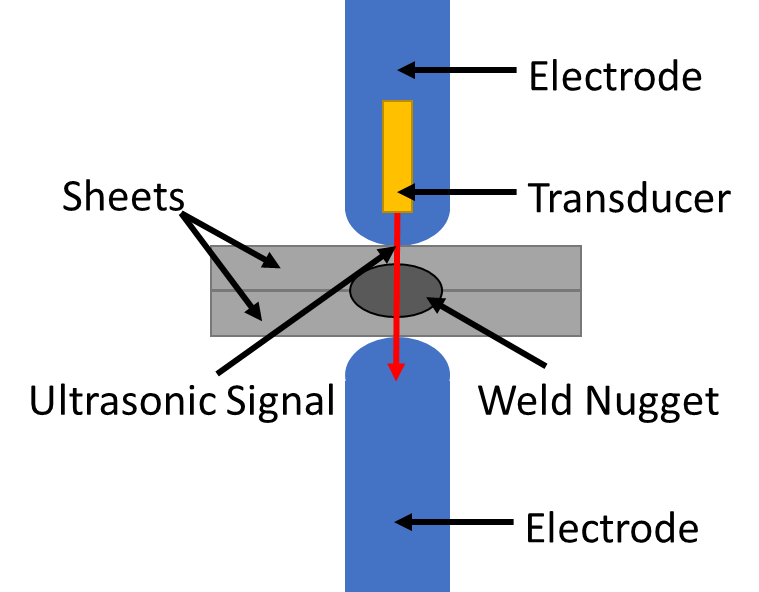 Electrode
Sheets
Transducer
Ultrasonic Signal
Weld Nugget
Electrode